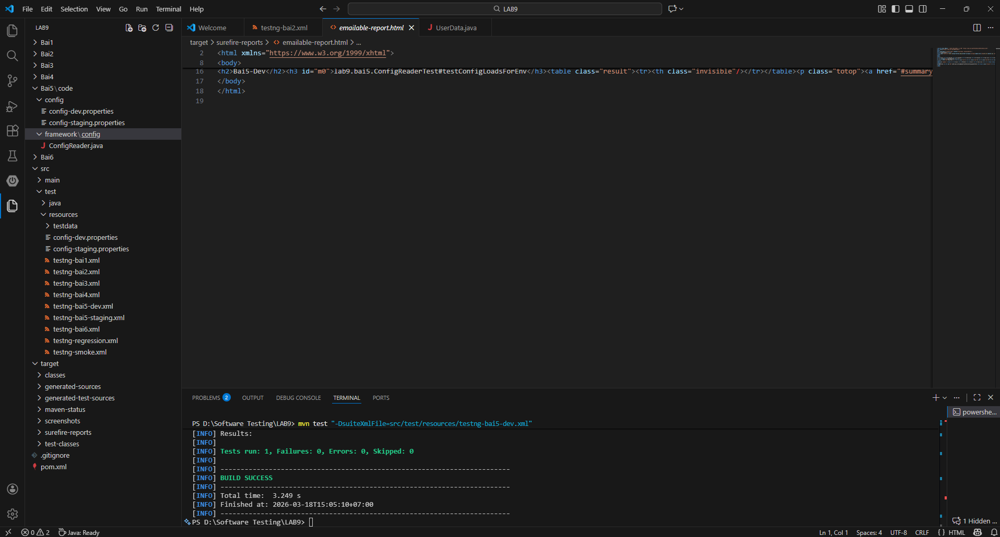 File Edit Selection View Go Run Terminal Help
LAB9
LAB9
Bai1
Bai2
Bai3
Bai4
Bai5\code
config
config-dev.properties
config-staging.properties
framework\config
ConfigReader.java
Bai6
src
main
test
java
resources
testdata
config-dev.properties
config-staging.properties
testng-bai1.xml
testng-bai2.xml
testng-bai3.xml
testng-bai4.xml
testng-bai5-dev.xml
testng-bai5-staging.xml
testng-bai6.xml
testng-regression.xml
testng-smoke.xml
target
classes
generated-sources
generated-test-sources
maven-status
screenshots
surefire-reports
test-classes
.gitignore
pom.xml
Welcome testng-bai2.xml emailable-report.html UserData.java
target > surefire-reports > emailable-report.html > ...
2 <html xmlns="https://www.w3.org/1999/xhtml">
8 <body>
16 <h2>Bai5-Dev</h2><h3 id="m0">lab9.bai5.ConfigReaderTest#testConfigLoadsForEnv</h3><table class="result"><tr><th class="invisible"/></tr></table><p class="totop"><a href="#summary
17 </body>
18 </html>
19
PROBLEMS 2 OUTPUT DEBUG CONSOLE TERMINAL PORTS
powershe...
PS D:\Software Testing\LAB9> mvn test "-DsuiteXmlFile=src/test/resources/testng-bai5-dev.xml"
[INFO] Results:
[INFO]
[INFO] Tests run: 1, Failures: 0, Errors: 0, Skipped: 0
[INFO]
[INFO] ------------------------------------------------------------------------
[INFO] BUILD SUCCESS
[INFO] ------------------------------------------------------------------------
[INFO] Total time:  3.249 s
[INFO] Finished at: 2026-03-18T15:05:10+07:00
[INFO] ------------------------------------------------------------------------
PS D:\Software Testing\LAB9>
1 Hidden ...
0 2 Java: Ready Ln 1, Col 1 Spaces: 4 UTF-8 CRLF {} HTML